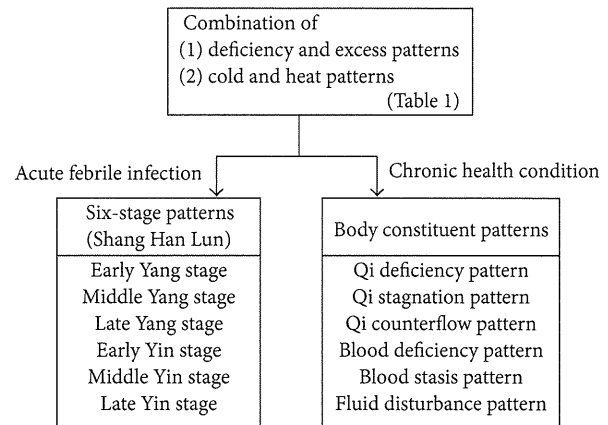 Combination of
(1) deficiency and excess patterns
(2) cold and heat patterns
(Table 1)
Acute febrile infection
Chronic health condition
Six-stage patterns
(Shang Han Lun)
Early Yang stage
Middle Yang stage
Late Yang stage
Early Yin stage
Middle Yin stage
Late Yin stage
Body constituent patterns
Qi deficiency pattern
Qi stagnation pattern
Qi counterflow pattern
Blood deficiency pattern
Blood stasis pattern
Fluid disturbance pattern